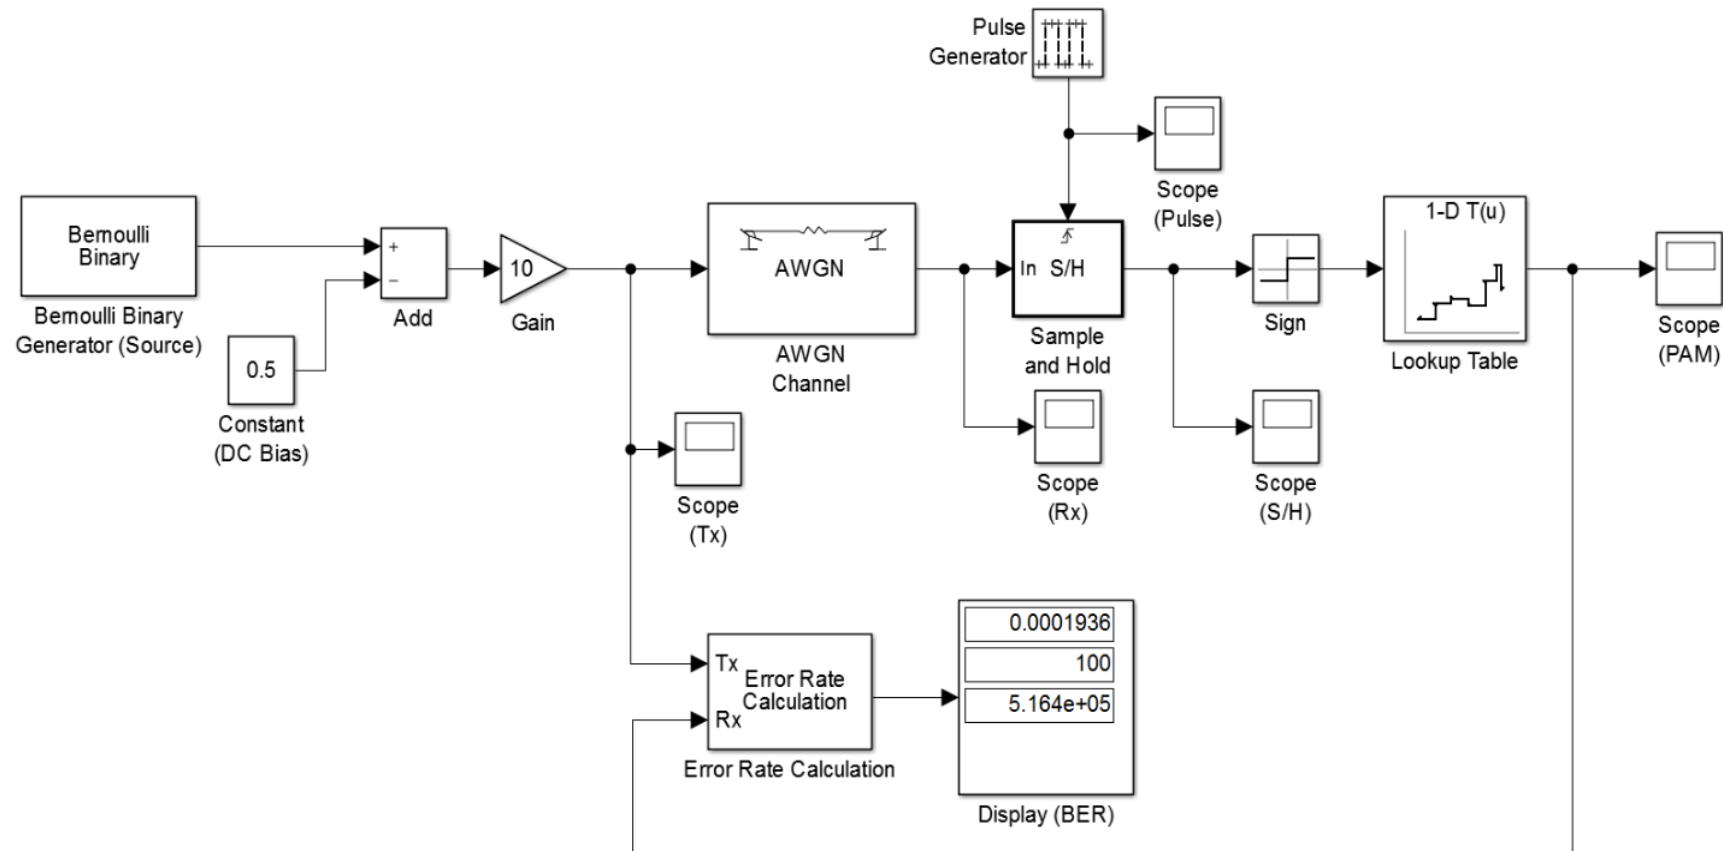 Pulse
Generator
Scope
(Pulse)
Bernoulli
Binary
Bernoulli Binary
Generator (Source)
0.5
Constant
(DC Bias)
+
−
Add
10
Gain
AWGN
AWGN
Channel
In S/H
Sample
and Hold
Sign
1-D T(u)
Lookup Table
Scope
(PAM)
Scope
(Tx)
Scope
(Rx)
Scope
(S/H)
Tx
Rx
Error Rate
Calculation
Error Rate Calculation
0.0001936
100
5.164e+05
Display (BER)